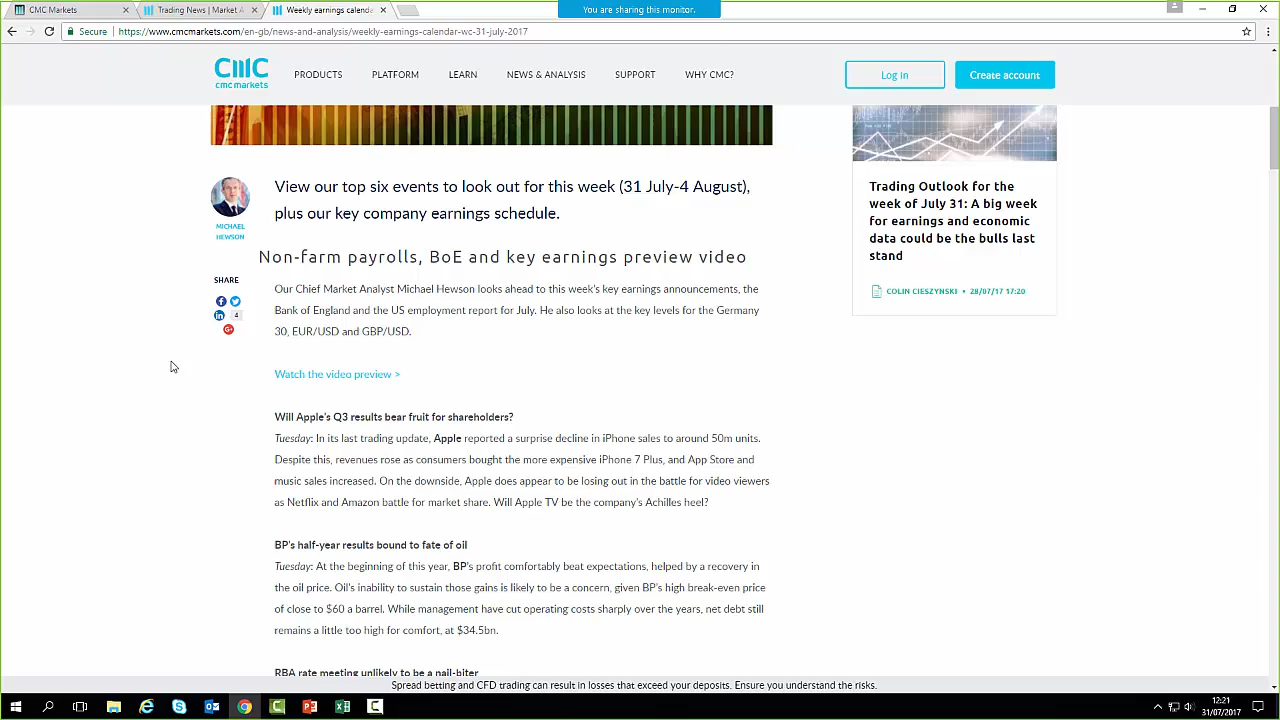 CMC Markets
Trading News | Market A
Weekly earnings calenda
You are sharing this monitor.
Secure
https://www.cmcmarkets.com/en-gb/news-and-analysis/weekly-earnings-calendar-wc-31-july-2017
cmc
cmc markets
PRODUCTS
PLATFORM
LEARN
NEWS & ANALYSIS
SUPPORT
WHY CMC?
Log in
Create account
MICHAEL
HEWSON
View our top six events to look out for this week (31 July-4 August),
plus our key company earnings schedule.
Non-farm payrolls, BoE and key earnings preview video
SHARE
4
Our Chief Market Analyst Michael Hewson looks ahead to this week's key earnings announcements, the
Bank of England and the US employment report for July. He also looks at the key levels for the Germany
30, EUR/USD and GBP/USD.
Watch the video preview >
Will Apple's Q3 results bear fruit for shareholders?
Tuesday: In its last trading update, Apple reported a surprise decline in iPhone sales to around 50m units.
Despite this, revenues rose as consumers bought the more expensive iPhone 7 Plus, and App Store and
music sales increased. On the downside, Apple does appear to be losing out in the battle for video viewers
as Netflix and Amazon battle for market share. Will Apple TV be the company's Achilles heel?
BP's half-year results bound to fate of oil
Tuesday: At the beginning of this year, BP's profit comfortably beat expectations, helped by a recovery in
the oil price. Oil's inability to sustain those gains is likely to be a concern, given BP's high break-even price
of close to $60 a barrel. While management have cut operating costs sharply over the years, net debt still
remains a little too high for comfort, at $34.5bn.
RBA rate meeting unlikely to be a nail-biter
Trading Outlook for the
week of July 31: A big week
for earnings and economic
data could be the bulls last
stand
COLIN CIESZYNSKI • 28/07/17 17:20
Spread betting and CFD trading can result in losses that exceed your deposits. Ensure you understand the risks.
12:21
31/07/2017